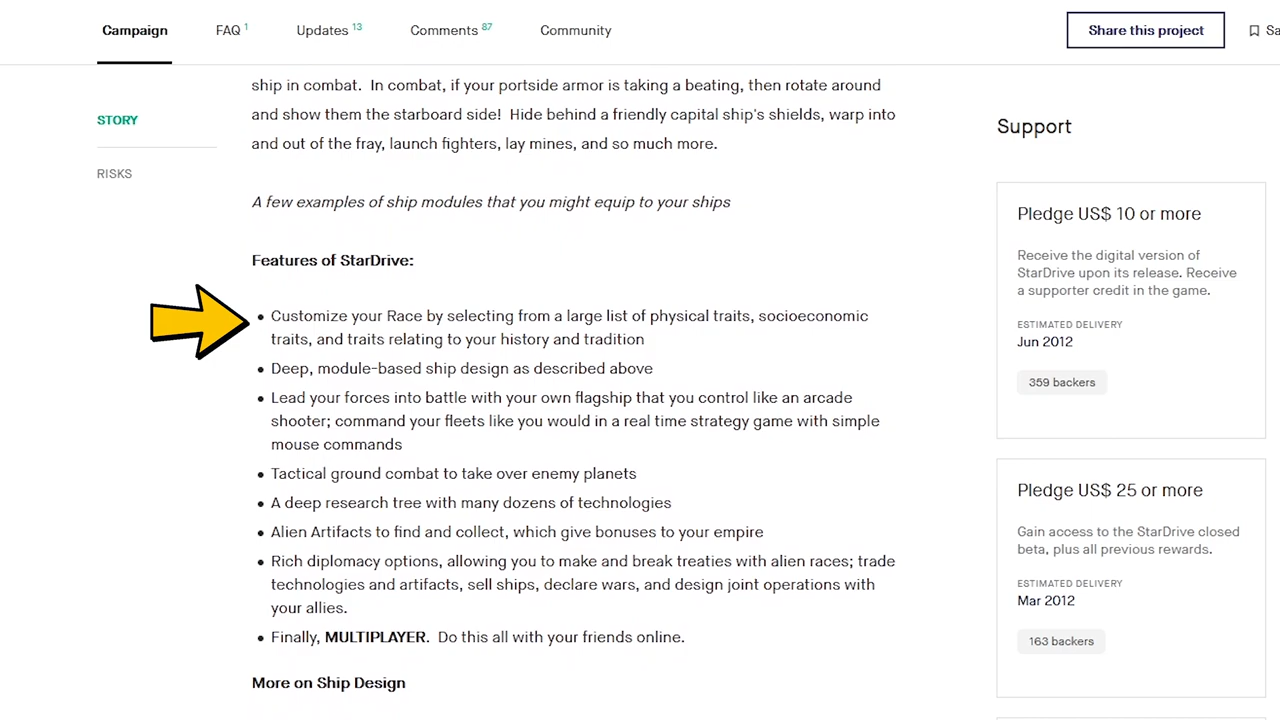 Campaign
FAQ 1
Updates 13
Comments 87
Community
Share this project
Sa
STORY
RISKS
ship in combat.  In combat, if your portside armor is taking a beating, then rotate around
and show them the starboard side!  Hide behind a friendly capital ship's shields, warp into
and out of the fray, launch fighters, lay mines, and so much more.
A few examples of ship modules that you might equip to your ships
Features of StarDrive:
• Customize your Race by selecting from a large list of physical traits, socioeconomic
traits, and traits relating to your history and tradition
• Deep, module-based ship design as described above
• Lead your forces into battle with your own flagship that you control like an arcade
shooter; command your fleets like you would in a real time strategy game with simple
mouse commands
• Tactical ground combat to take over enemy planets
• A deep research tree with many dozens of technologies
• Alien Artifacts to find and collect, which give bonuses to your empire
• Rich diplomacy options, allowing you to make and break treaties with alien races; trade
technologies and artifacts, sell ships, declare wars, and design joint operations with
your allies.
• Finally, MULTIPLAYER.  Do this all with your friends online.
More on Ship Design
Support
Pledge US$ 10 or more
Receive the digital version of
StarDrive upon its release. Receive
a supporter credit in the game.
ESTIMATED DELIVERY
Jun 2012
359 backers
Pledge US$ 25 or more
Gain access to the StarDrive closed
beta, plus all previous rewards.
ESTIMATED DELIVERY
Mar 2012
163 backers